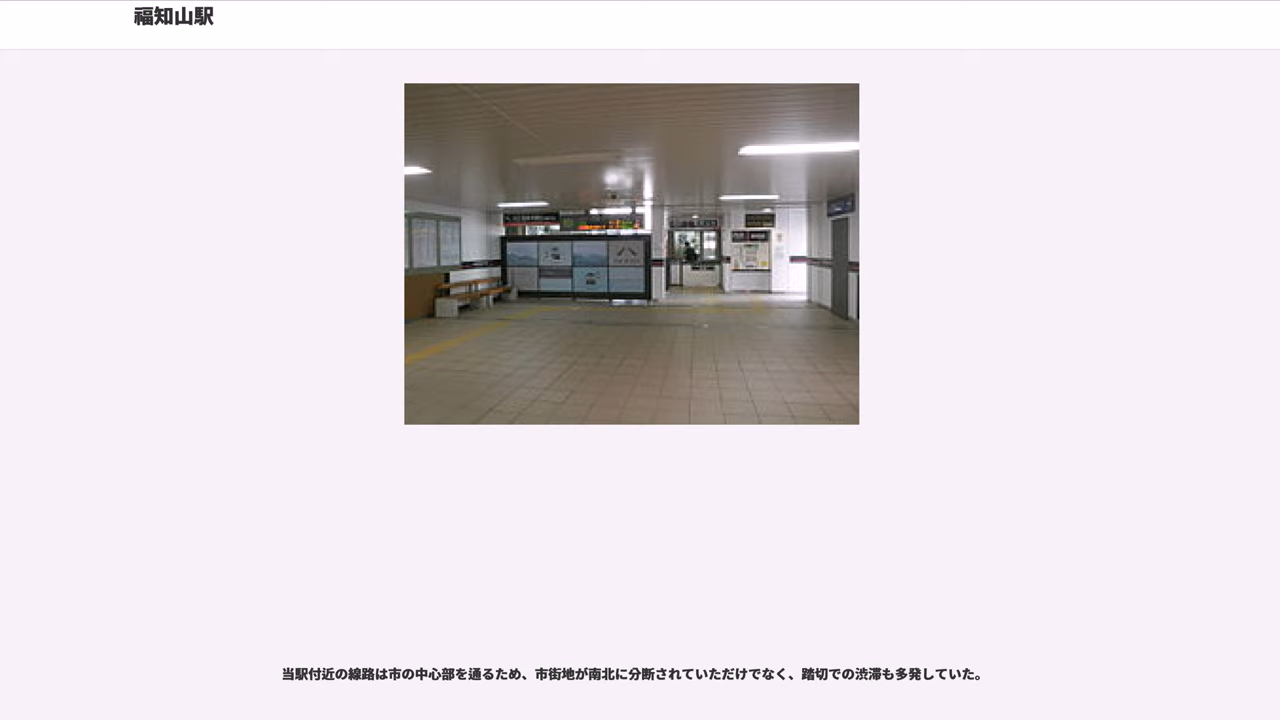 福知山駅
当駅付近の線路は市の中心部を通るため、市街地が南北に分断されていただけでなく、踏切での渋滞も多発していた。